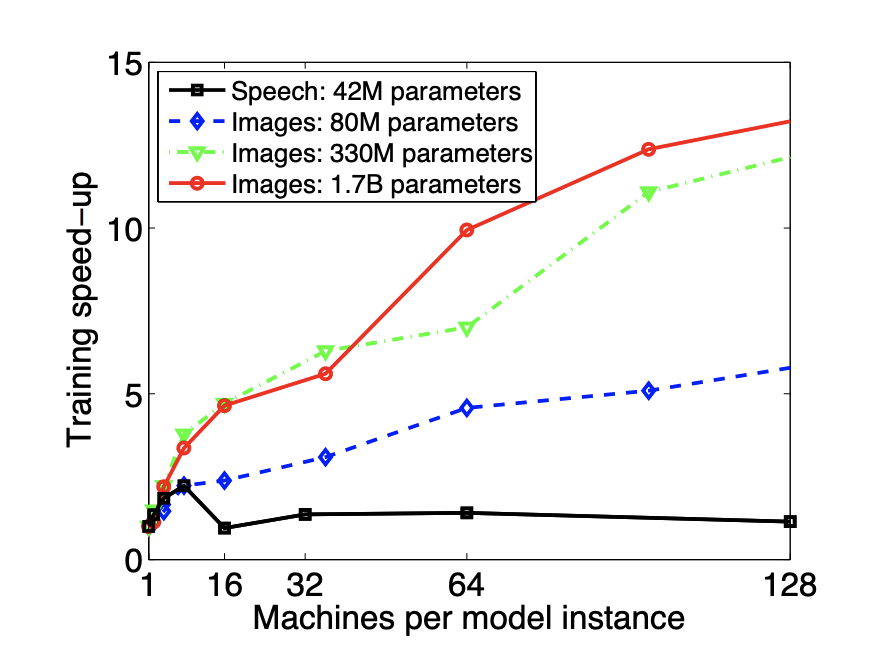 15
10
5
0
Training speed-up
Speech: 42M parameters
Images: 80M parameters
Images: 330M parameters
Images: 1.7B parameters
1 16 32 64 128
Machines per model instance